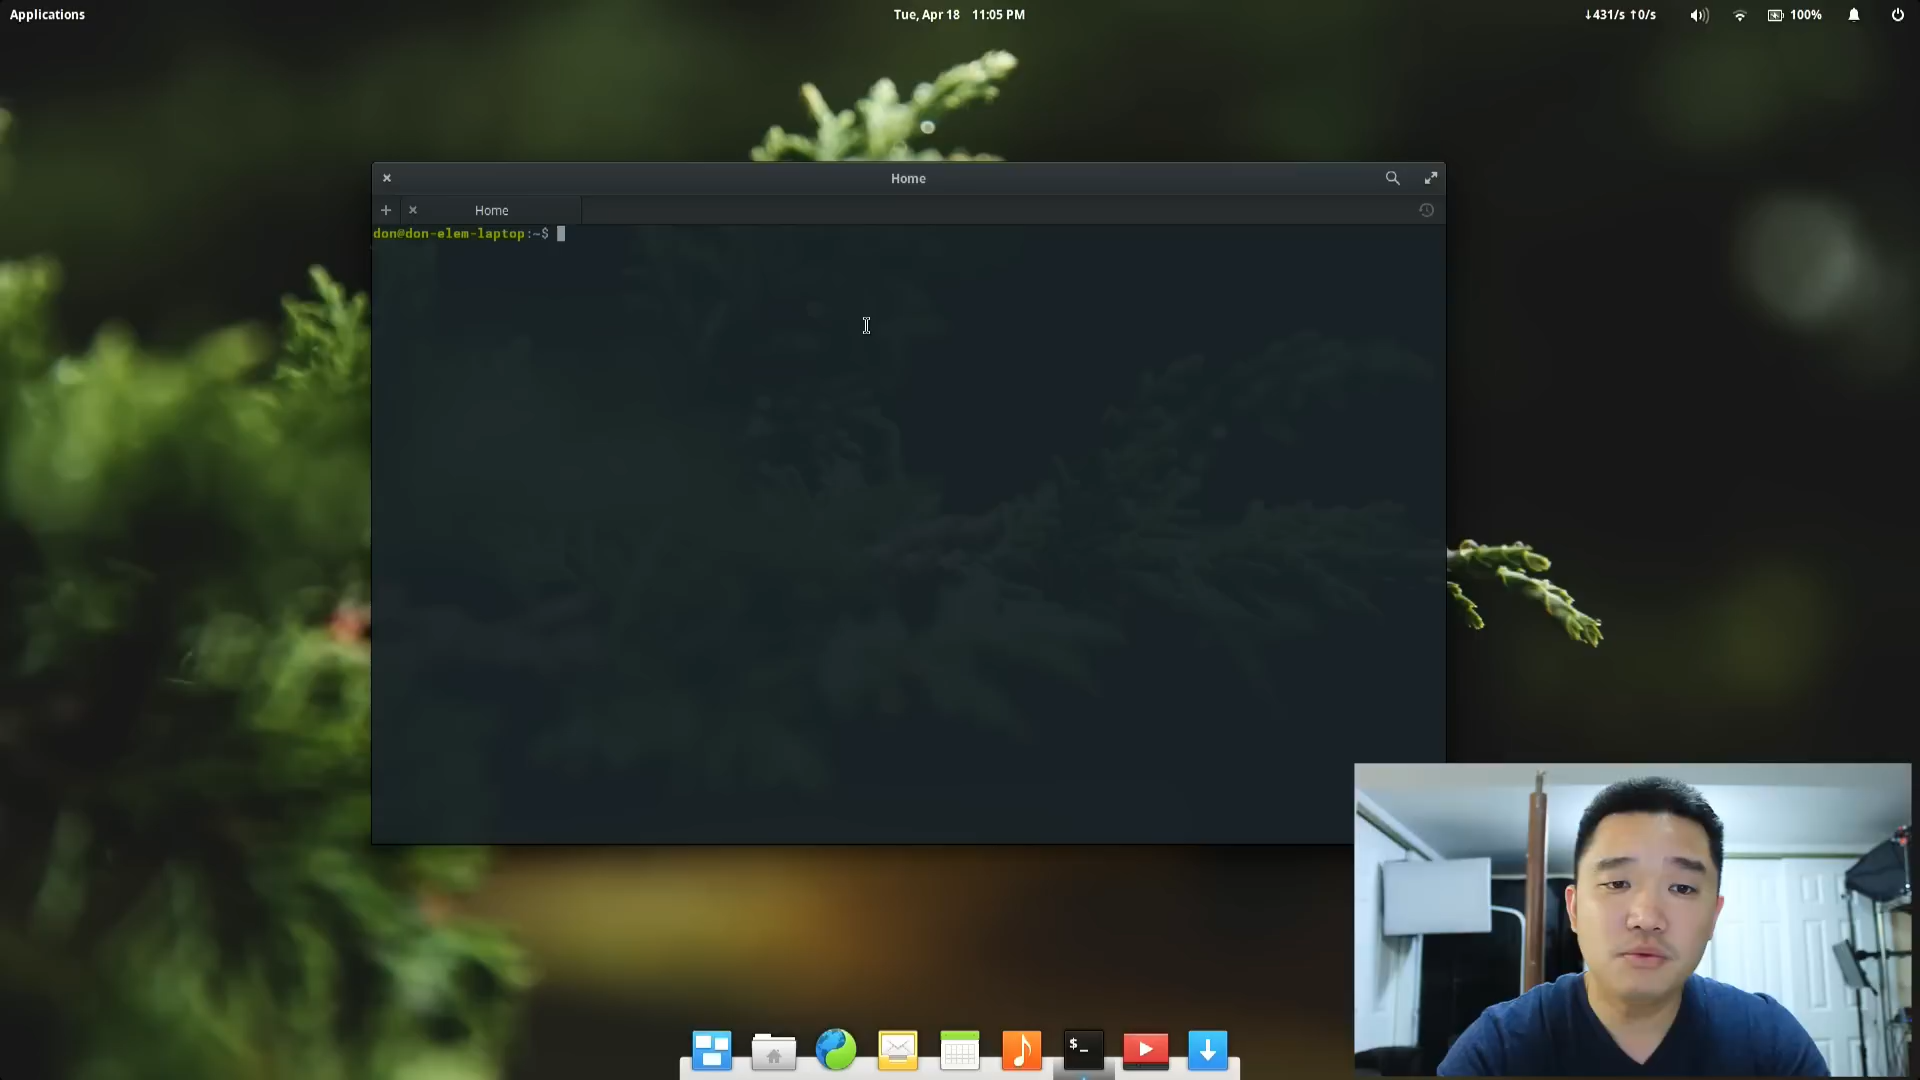 Applications
Tue, Apr 18 11:05 PM
↓431/s ↑0/s
100%
Home
Home
don@don-elem-laptop:~$
$_